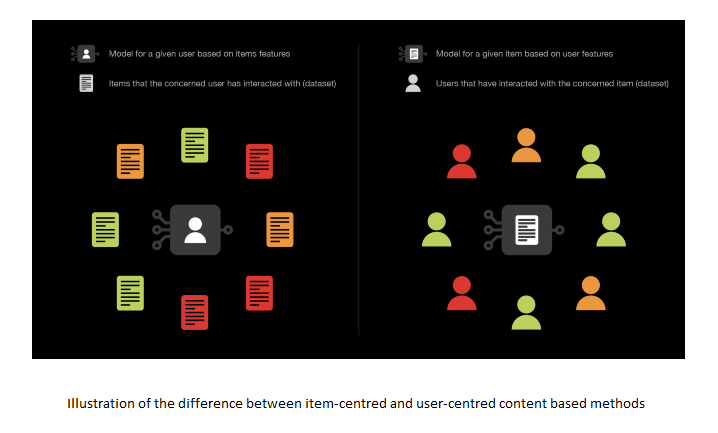 Model for a given user based on items features
Items that the concerned user has interacted with (dataset)
Model for a given item based on user features
Users that have interacted with the concerned item (dataset)
Illustration of the difference between item-centred and user-centred content based methods